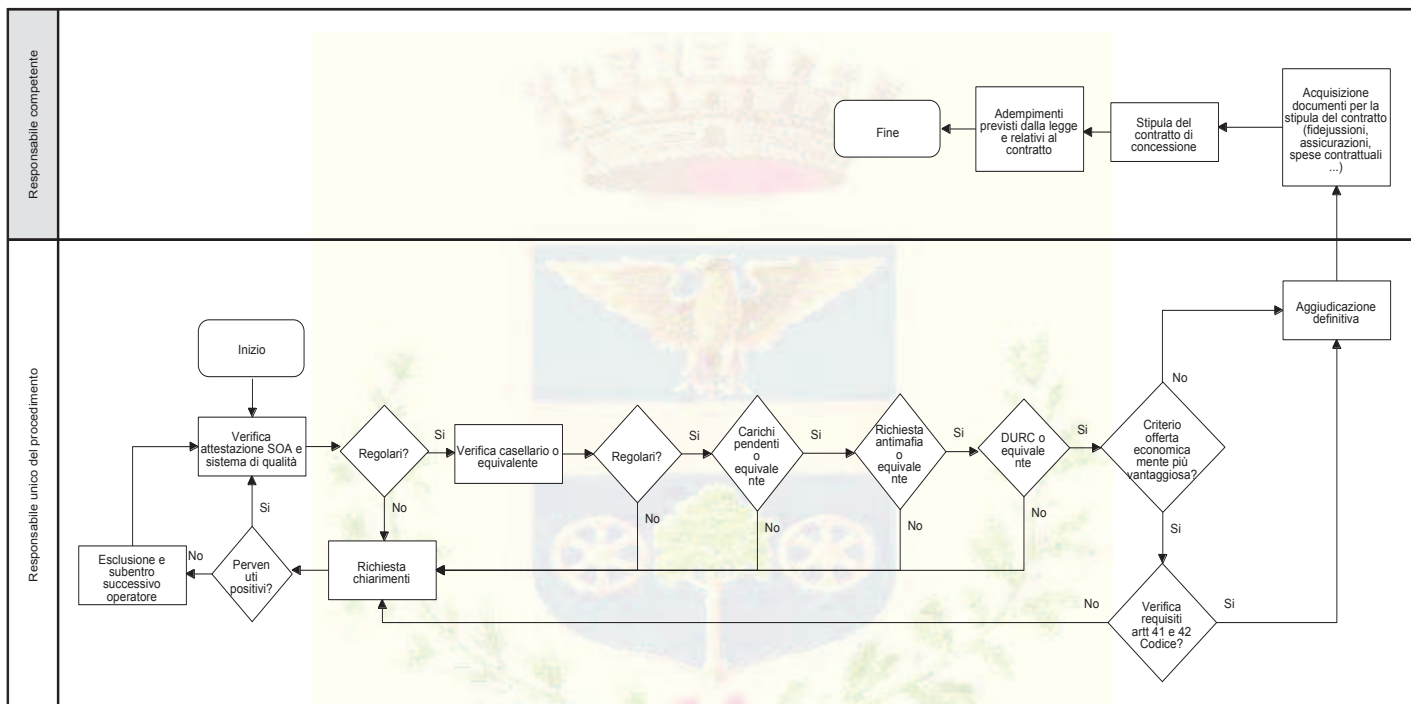 Responsabile competente
Fine
Adempimenti
previsti dalla legge
e relativi al
contratto
Stipula del
contratto di
concessione
Acquisizione
documenti per la
stipula del contratto
(fidejussioni,
assicurazioni,
spese contrattuali
...)
Responsabile unico del procedimento
Inizio
Verifica
attestazione SOA e
sistema di qualità
Regolari?
Si
No
Verifica casellario o
equivalente
Regolari?
Si
No
Carichi
pendenti
o
equivale
nte
Si
No
Richiesta
antimafia
o
equivale
nte
Si
No
DURC o
equivale
nte
Si
No
Criterio
offerta
economica
mente più
vantaggiosa?
No
Si
Aggiudicazione
definitiva
Verifica
requisiti
artt 41 e 42
Codice?
No
Si
Richiesta
chiarimenti
Perven
uti
positivi?
Si
No
Esclusione e
subentro
successivo
operatore